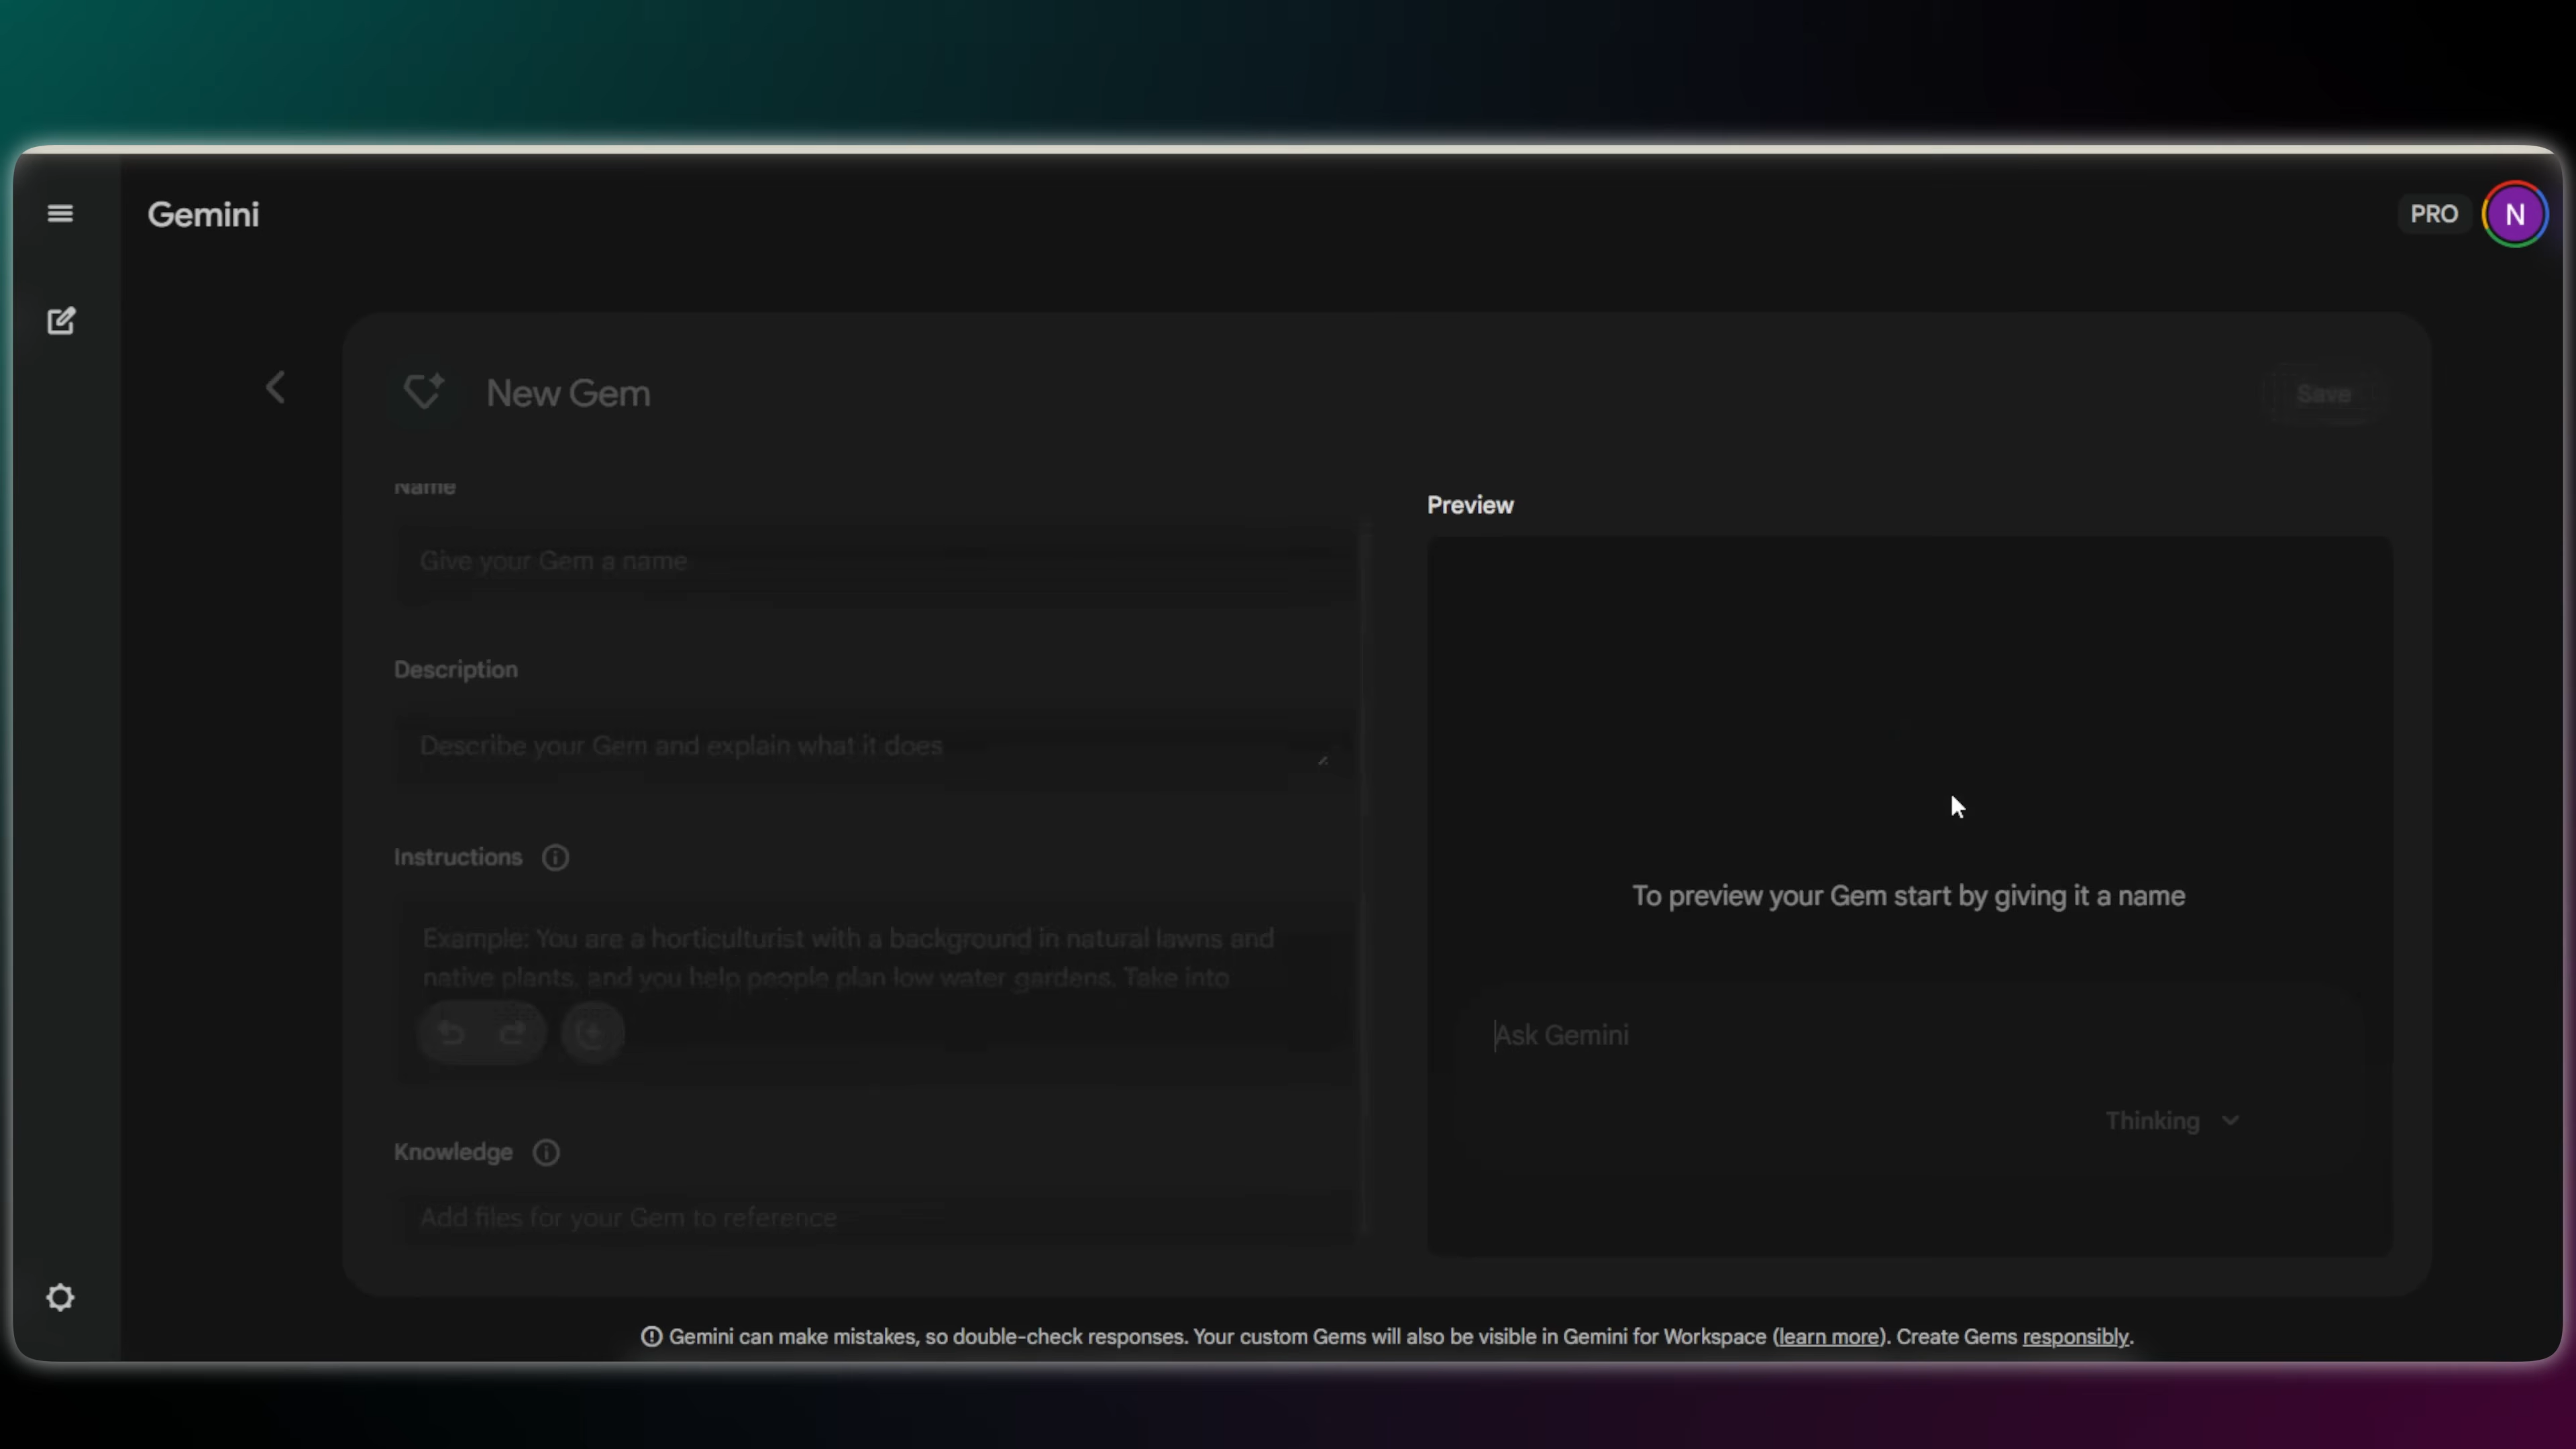 Gemini
PRO
N
New Gem
Save
Name
Give your Gem a name
Description
Describe your Gem and explain what it does
Instructions
Example: You are a horticulturist with a background in natural lawns and
native plants, and you help people plan low water gardens. Take into
Knowledge
Add files for your Gem to reference
Preview
To preview your Gem start by giving it a name
Ask Gemini
Thinking
Gemini can make mistakes, so double-check responses. Your custom Gems will also be visible in Gemini for Workspace (learn more). Create Gems responsibly.